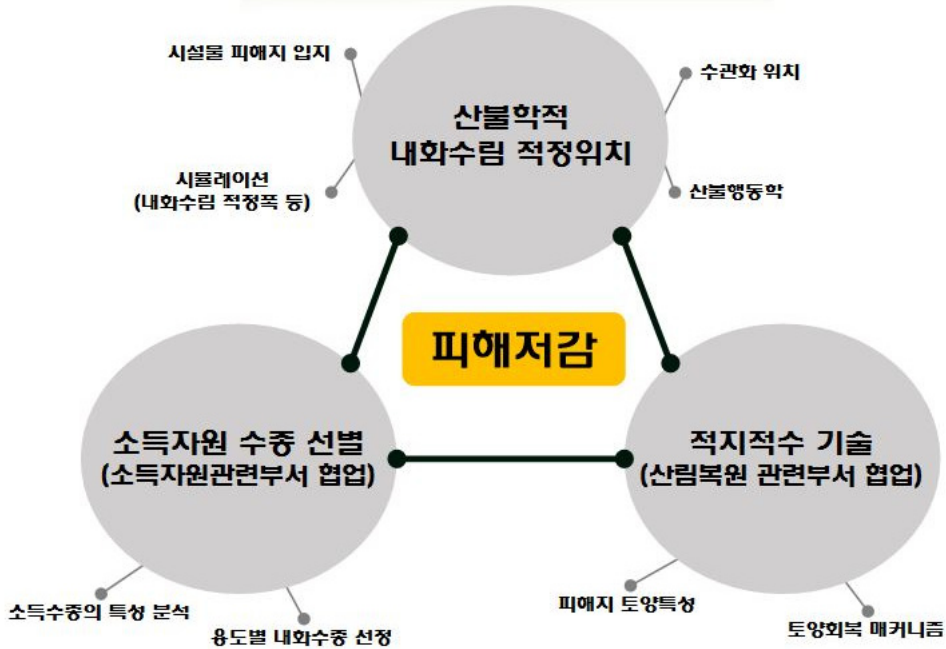 시설물 피해지 입지
수관화 위치
산불학적
내화수림 적정위치
시뮬레이션
(내화수림 적정폭 등)
산불행동학
피해저감
소득자원 수종 선별
(소득자원관련부서 협업)
적지적수 기술
(산림복원 관련부서 협업)
소득수종의 특성 분석
용도별 내화수종 선정
피해지 토양특성
토양회복 매커니즘